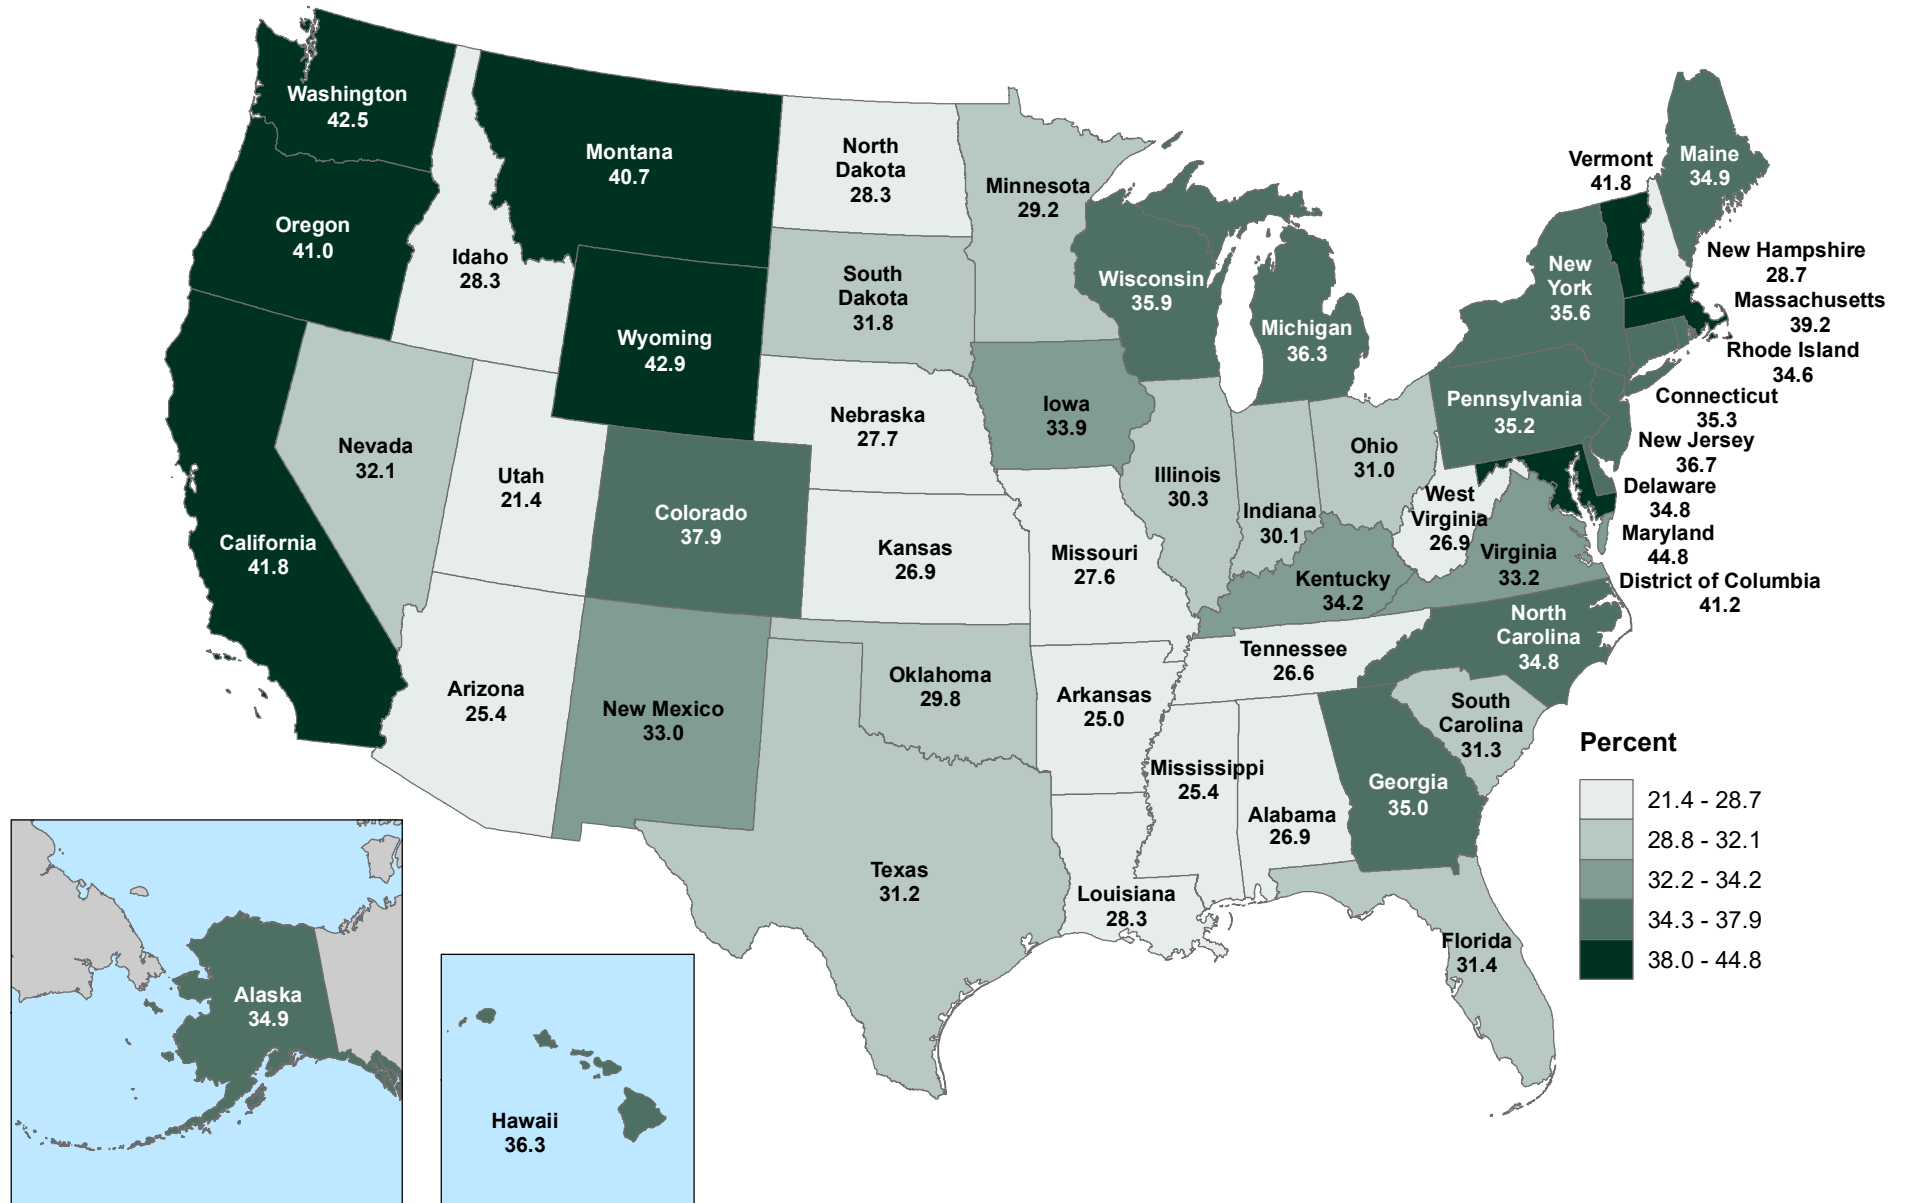 Washington
42.5
Montana
40.7
North
Dakota
28.3
Minnesota
29.2
Vermont
41.8
Maine
34.9
Oregon
41.0
Idaho
28.3
South
Dakota
31.8
Wisconsin
35.9
New
York
35.6
New Hampshire
28.7
Massachusetts
39.2
Wyoming
42.9
Michigan
36.3
Rhode Island
34.6
Nebraska
27.7
Iowa
33.9
Pennsylvania
35.2
Connecticut
35.3
Nevada
32.1
Utah
21.4
Illinois
30.3
Indiana
30.1
Ohio
31.0
New Jersey
36.7
West
Virginia
26.9
Delaware
34.8
California
41.8
Colorado
37.9
Kansas
26.9
Missouri
27.6
Kentucky
34.2
Virginia
33.2
Maryland
44.8
District of Columbia
41.2
Arizona
25.4
New Mexico
33.0
Oklahoma
29.8
Arkansas
25.0
Tennessee
26.6
North
Carolina
34.8
South
Carolina
31.3
Mississippi
25.4
Alabama
26.9
Georgia
35.0
Texas
31.2
Louisiana
28.3
Florida
31.4
Alaska
34.9
Hawaii
36.3
Percent
21.4 - 28.7
28.8 - 32.1
32.2 - 34.2
34.3 - 37.9
38.0 - 44.8